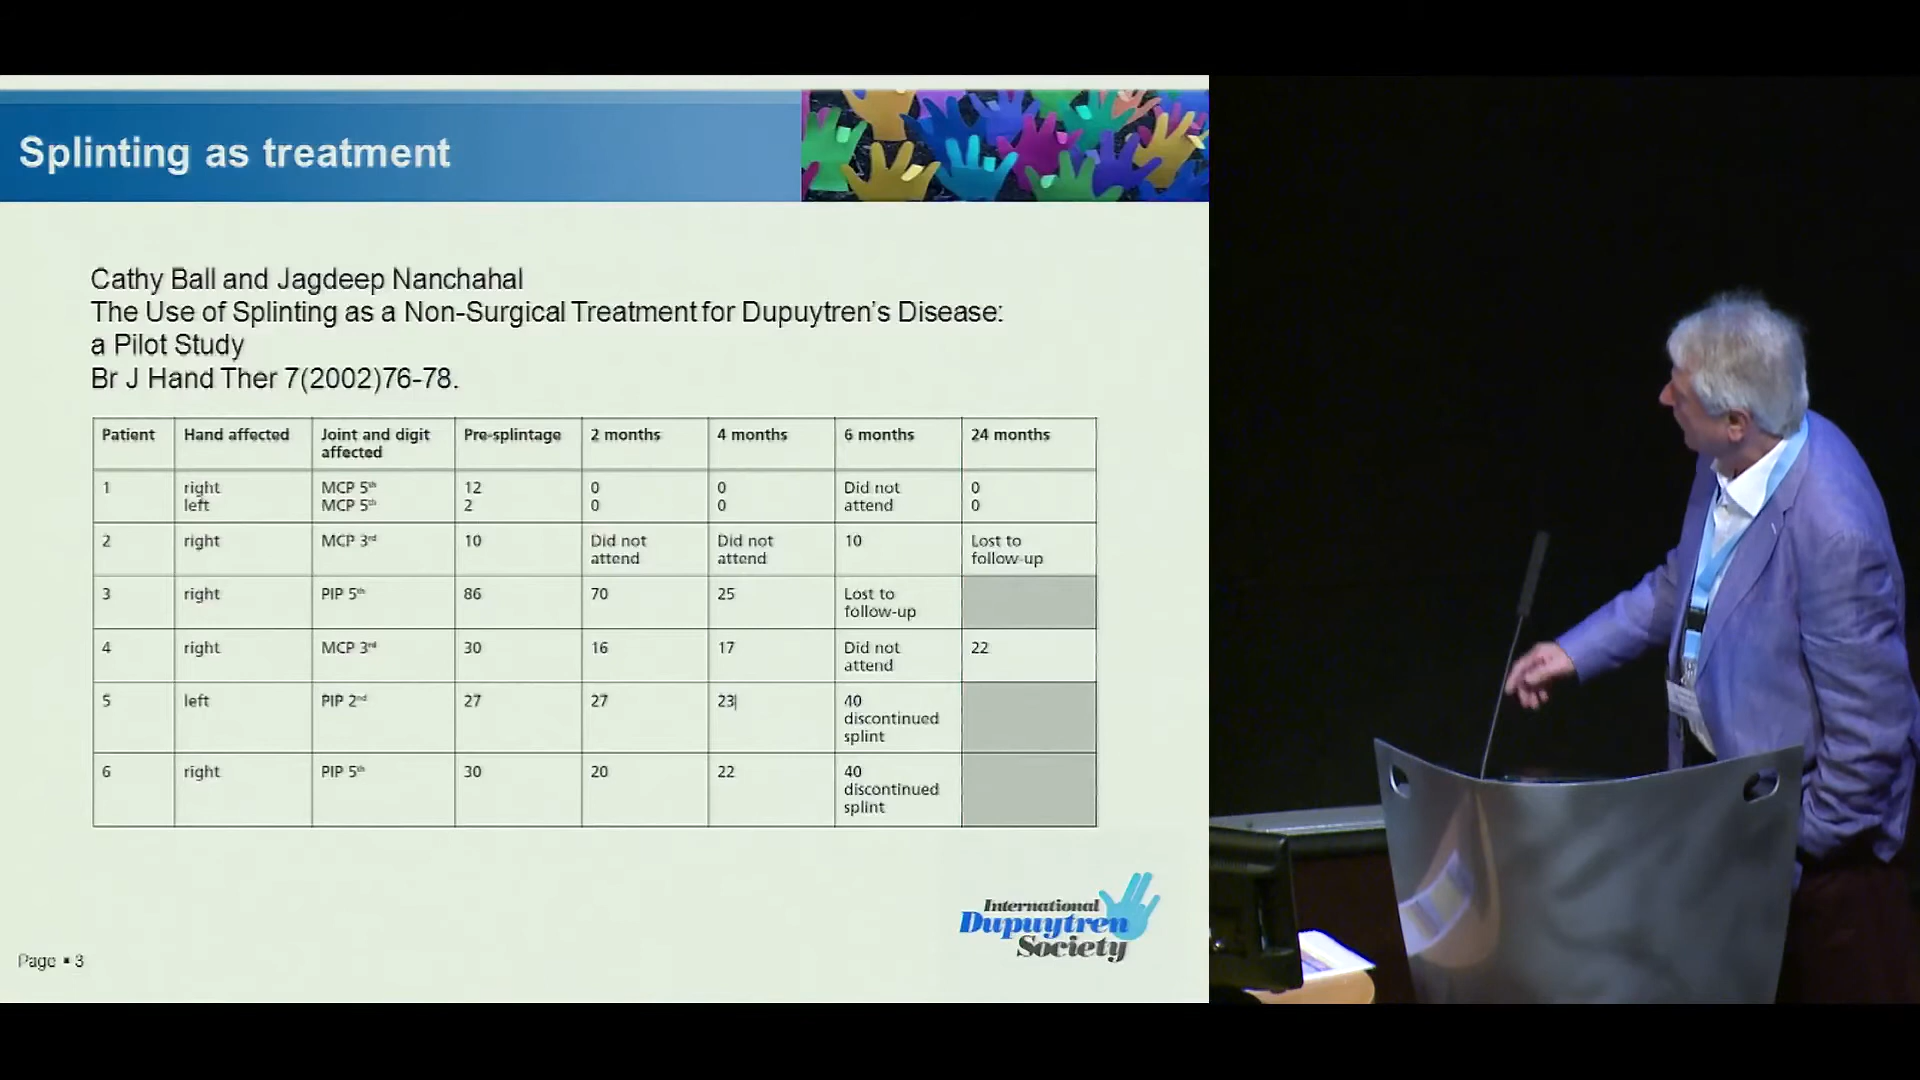 Splinting as treatment
Cathy Ball and Jagdeep Nanchahal
The Use of Splinting as a Non-Surgical Treatment for Dupuytren's Disease:
a Pilot Study
Br J Hand Ther 7(2002)76-78.
Patient Hand affected Joint and digit affected Pre-splintage 2 months 4 months 6 months 24 months
1 right MCP 5th 12 0 0 Did not attend 0
left MCP 5th 2 0 0 0
2 right MCP 3rd 10 Did not attend Did not attend 10 Lost to follow-up
3 right PIP 5th 86 70 25 Lost to follow-up
4 right MCP 3rd 30 16 17 Did not attend 22
5 left PIP 2nd 27 27 23 40 discontinued splint
6 right PIP 5th 30 20 22 40 discontinued splint
International
Dupuytren
Society
Page ▪ 3